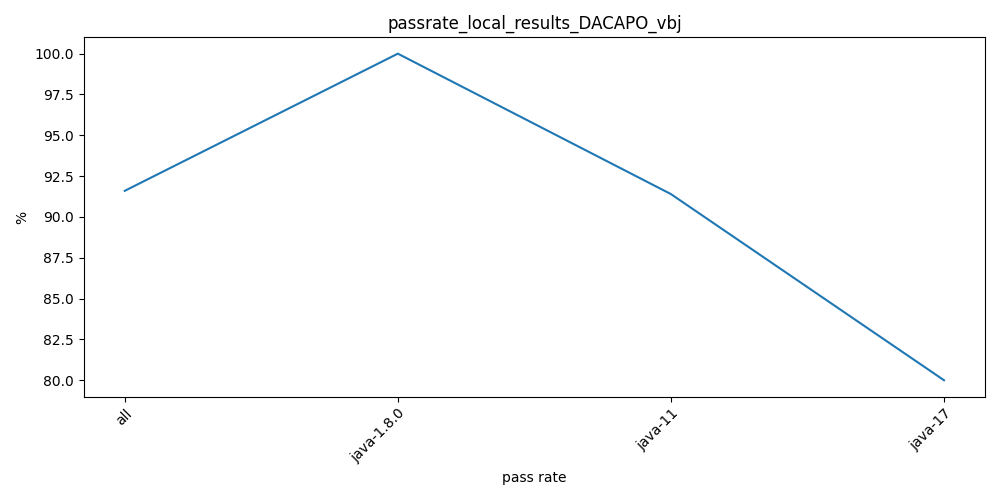 passrate_local_results_DACAPO_vbj
100.0
97.5
95.0
92.5
90.0
87.5
85.0
82.5
80.0
%
all
java-1.8.0
java-11
java-17
pass rate